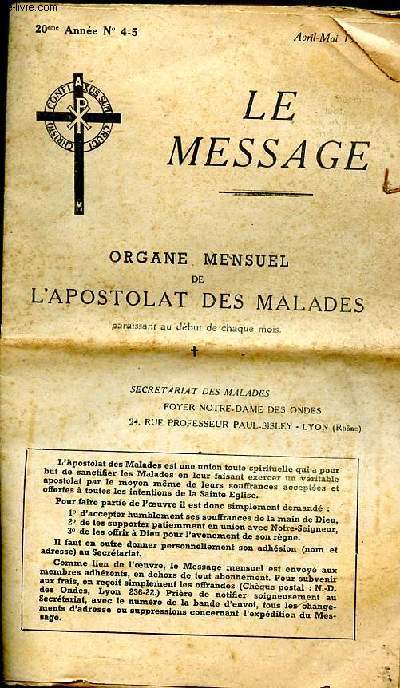 -livre.com
20ème Année N° 4-5
Avril-Mai
CONFIXUS SUM CRUCI CHRISTO
LE
MESSAGE
ORGANE MENSUEL
DE
L'APOSTOLAT DES MALADES
paraissant au début de chaque mois.
SECRETARIAT DES MALADES
FOYER NOTRE-DAME DES ONDES
24, RUE PROFESSEUR PAUL-SISLEY - LYON (Rhône)
L'Apostolat des Malades est une union toute spirituelle qui a pour
but de sanctifier les Malades en leur faisant exercer un véritable
apostolat par le moyen même de leurs souffrances acceptées et
offertes à toutes les intentions de la Sainte Eglise.
Pour faire partie de l'œuvre il est donc simplement demandé :
1° d'accepter humblement ses souffrances de la main de Dieu,
2° de les supporter patiemment en union avec Notre-Seigneur,
3° de les offrir à Dieu pour l'avènement de son règne.
Il faut en outre donner personnellement son adhésion (nom et
adresse) au Secrétariat.
Comme lien de l'œuvre, le Message mensuel est envoyé aux
membres adhérents, en dehors de tout abonnement. Pour subvenir
aux frais, on reçoit simplement les offrandes (Chèque postal : N.-D.
des Ondes, Lyon 236-22.) Prière de notifier soigneusement au
Secrétariat, avec le numéro de la bande d'envoi, tous les change-
ments d'adresse ou suppressions concernant l'expédition du Mes-
sage.